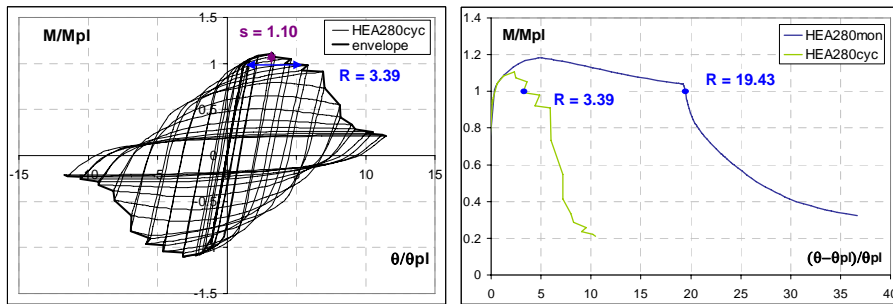 M/Mpl
s = 1.10
HEA280cyc
envelope
R = 3.39
1.5
1
0.5
0
-0.5
-1.5
-15
-5
5
10
15
θ/θpl
M/Mpl
HEA280mon
HEA280cyc
R = 19.43
R = 3.39
1.4
1.2
1
0.8
0.6
0.4
0.2
0
0
5
10
15
20
25
30
35
40
(θ-θpl)/θpl